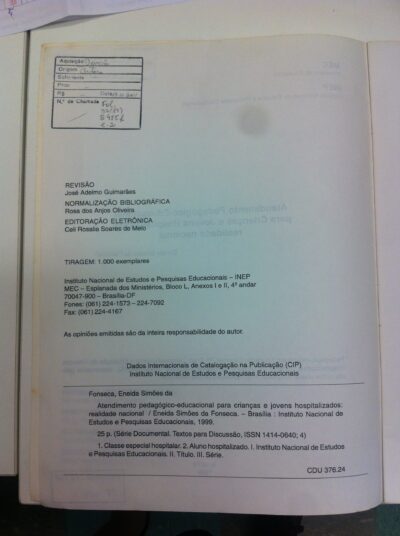 Aquisição
Origem
Solicitante
Proc.
Rg.
N.º de Chamada Fol.
REVISÃO
José Adelmo Guimarães
NORMALIZAÇÃO BIBLIOGRÁFICA
Rosa dos Anjos Oliveira
EDITORAÇÃO ELETRÔNICA
Celi Rosalia Soares de Melo
TIRAGEM: 1.000 exemplares
Instituto Nacional de Estudos e Pesquisas Educacionais – INEP
MEC – Esplanada dos Ministérios, Bloco L, Anexos I e II, 4º andar
70047-900 – Brasília-DF
Fones: (061) 224-1573 – 224-7092
Fax: (061) 224-4167
As opiniões emitidas são da inteira responsabilidade do autor.
Dados Internacionais de Catalogação na Publicação (CIP)
Instituto Nacional de Estudos e Pesquisas Educacionais
Fonseca, Eneida Simões da
Atendimento pedagógico-educacional para crianças e jovens hospitalizados:
realidade nacional / Eneida Simões da Fonseca. – Brasília : Instituto Nacional de
Estudos e Pesquisas Educacionais, 1999.
25 p. (Série Documental. Textos para Discussão, ISSN 1414-0640; 4)
1. Classe especial hospitalar. 2. Aluno hospitalizado. I. Instituto Nacional de Estudos
e Pesquisas Educacionais. II. Título. III. Série.
CDU 376.24